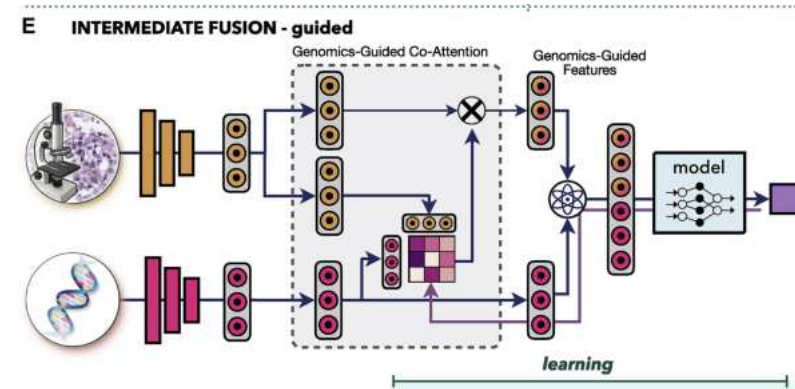 E INTERMEDIATE FUSION - guided
Genomics-Guided Co-Attention
Genomics-Guided
Features
model
learning